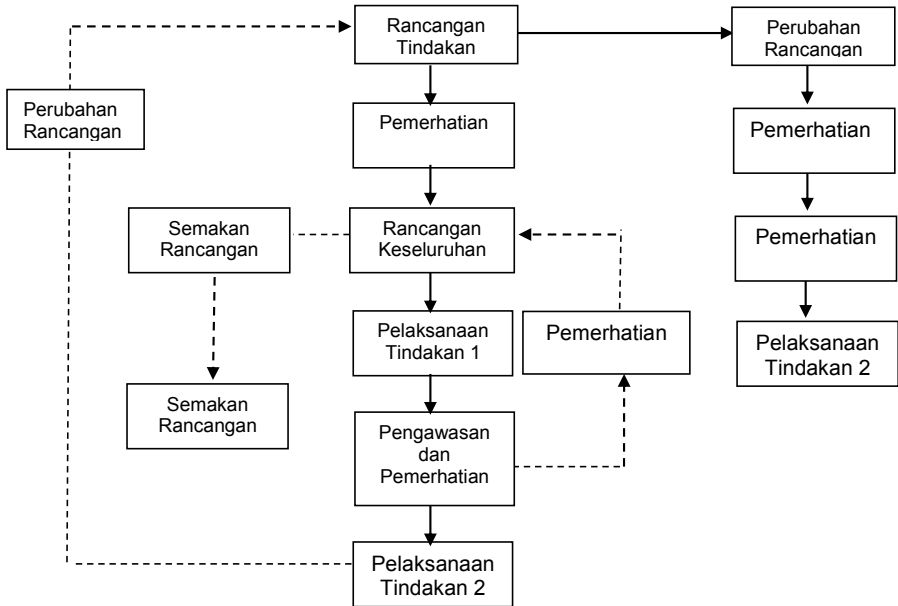 Rancangan
Tindakan
Perubahan
Rancangan
Perubahan
Rancangan
Pemerhatian
Pemerhatian
Semakan
Rancangan
Rancangan
Keseluruhan
Pemerhatian
Pelaksanaan
Tindakan 1
Pemerhatian
Pelaksanaan
Tindakan 2
Semakan
Rancangan
Pengawasan
dan
Pemerhatian
Pelaksanaan
Tindakan 2